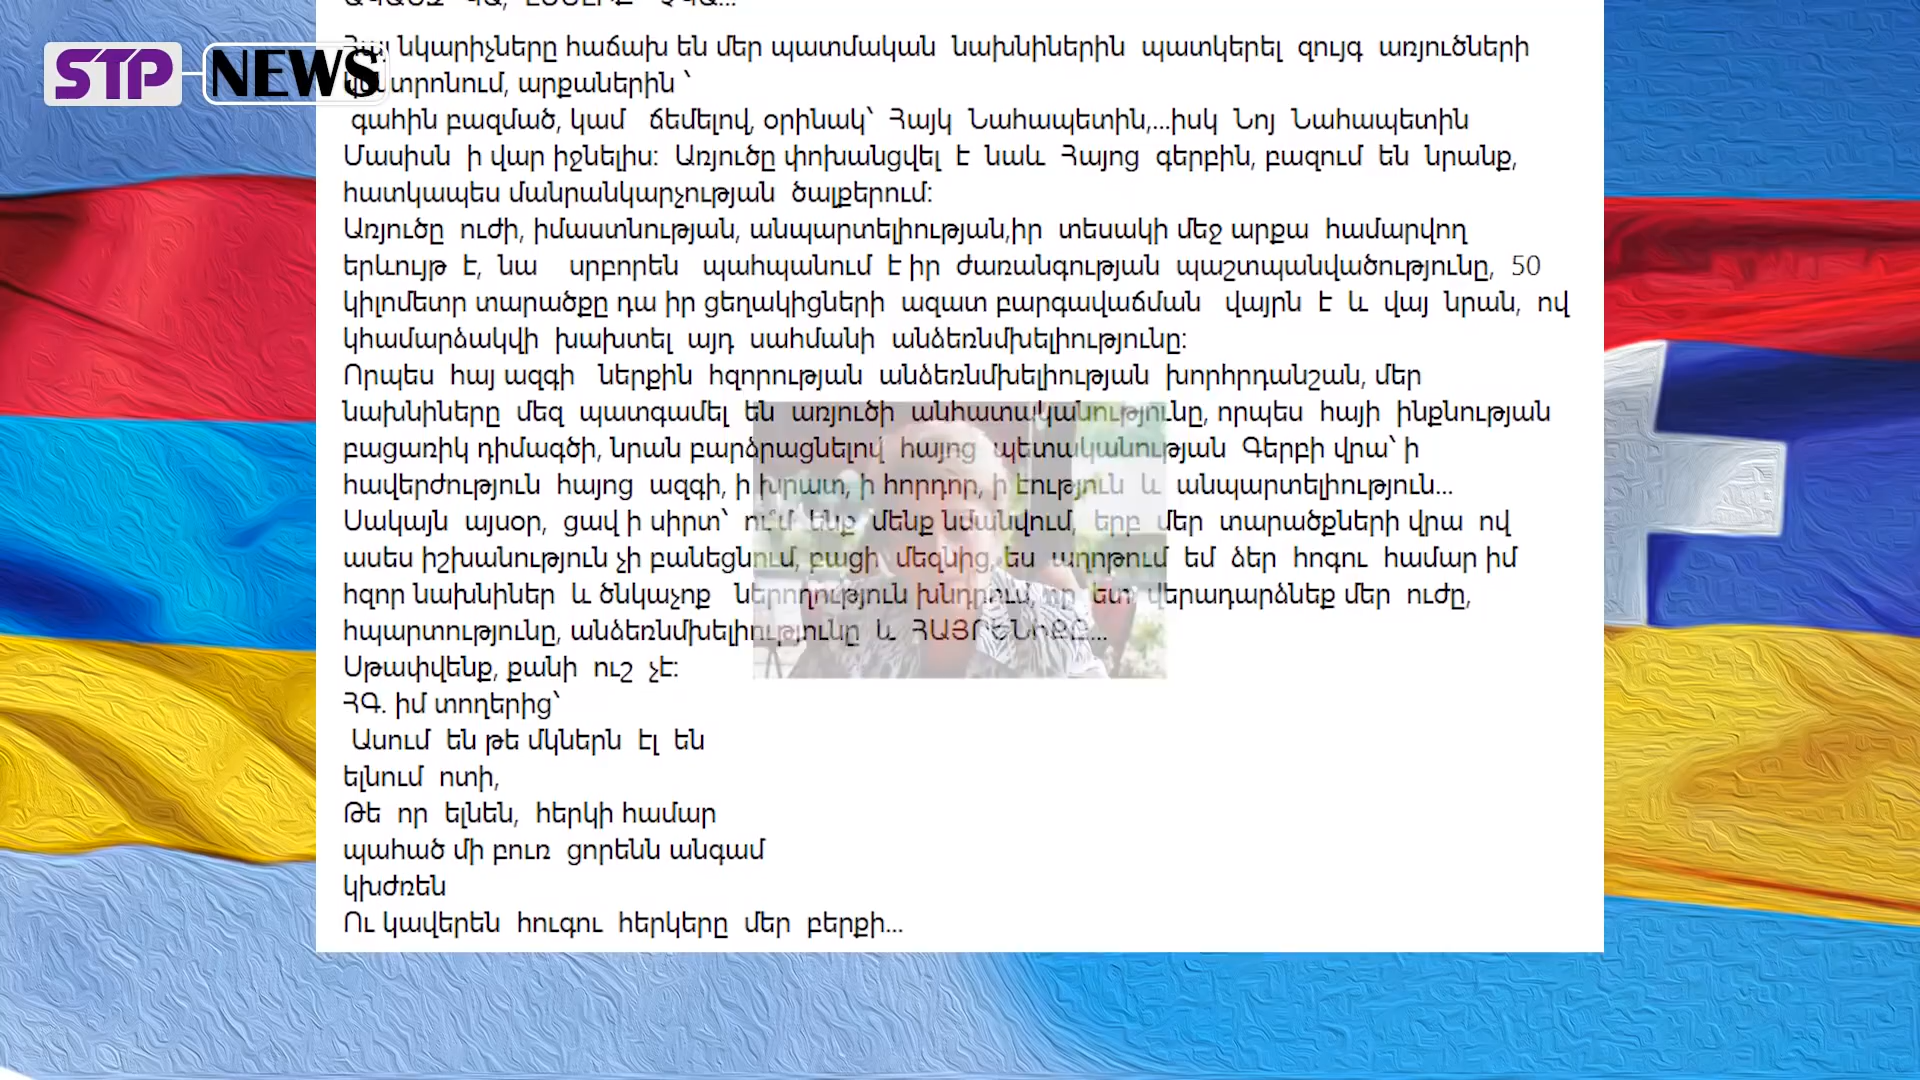 STP NEWS
ԿԱ, ՉԿԱ...
նկարիչները հաճախ են մեր պատմական նախնիներին պատկերել զույգ առյուծների
արքաներին ՝
գահին բազմած, կամ ճեմելով, օրինակ՝ Հայկ Նահապետին,...իսկ Նոյ Նահապետին
Մասիսն ի վար իջնելիս: Առյուծը փոխանցվել է նաև Հայոց գերբին, բազում են նրանք,
հատկապես մանրանկարչության ծալքերում:
Առյուծը ուժի, իմաստնության, անպարտելիության,իր տեսակի մեջ արքա համարվող
երևույթ է, նա սրբորեն պահպանում է իր ժառանգության պաշտպանվածությունը, 50
կիլոմետր տարածքը դա իր ցեղակիցների ազատ բարգավաճման վայրն է և վայ նրան, ով
կհամարձակվի խախտել այդ սահմանի անձեռնմխելիությունը:
Որպես հայ ազգի ներքին հզորության անձեռնմխելիության խորհրդանշան, մեր
նախնիները մեզ պատգամել են առյուծի անհատականությունը, որպես հայի ինքնության
բացառիկ դիմագծի, նրան բարձրացնելով հայոց պետականության Գերբի վրա՝ ի
հավերժություն հայոց ազգի, ի խրատ, ի հորդոր, ի էություն և անպարտելիություն...
Սակայն այսօր, ցավ ի սիրտ՝ ու՞մ ենք մենք նմանվում, երբ մեր տարածքների վրա ով
ասես իշխանություն չի բանեցնում, բացի մեզնից, ես աղոթում եմ ձեր հոգու համար իմ
հզոր նախնիներ և ծնկաչոք ներողություն խնդրում, որ ետ վերադարձնեք մեր ուժը,
հպարտությունը, անձեռնմխելիությունը և ՀԱՅՐԵՆԻՔԸ...
Սթափվենք, քանի ուշ չէ:
ՀԳ. իմ տողերից՝
Ասում են թե մկներն էլ են
ելնում ոտի,
Թե որ ելնեն, հերկի համար
պահած մի բուռ ցորենն անգամ
կխժռեն
Ու կավերեն հուգու հերկերը մեր բերքի...